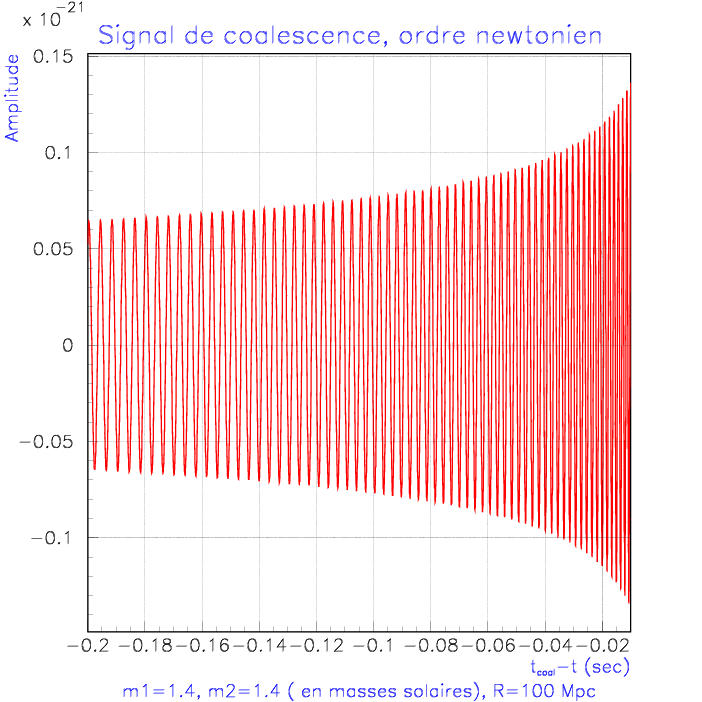 x 10⁻²¹
Signal de coalescence, ordre newtonien
Amplitude
0.15
0.1
0.05
0
−0.05
−0.1
−0.2 −0.18 −0.16 −0.14 −0.12 −0.1 −0.08 −0.06 −0.04 −0.02
tcoal−t (sec)
m1=1.4, m2=1.4 ( en masses solaires), R=100 Mpc